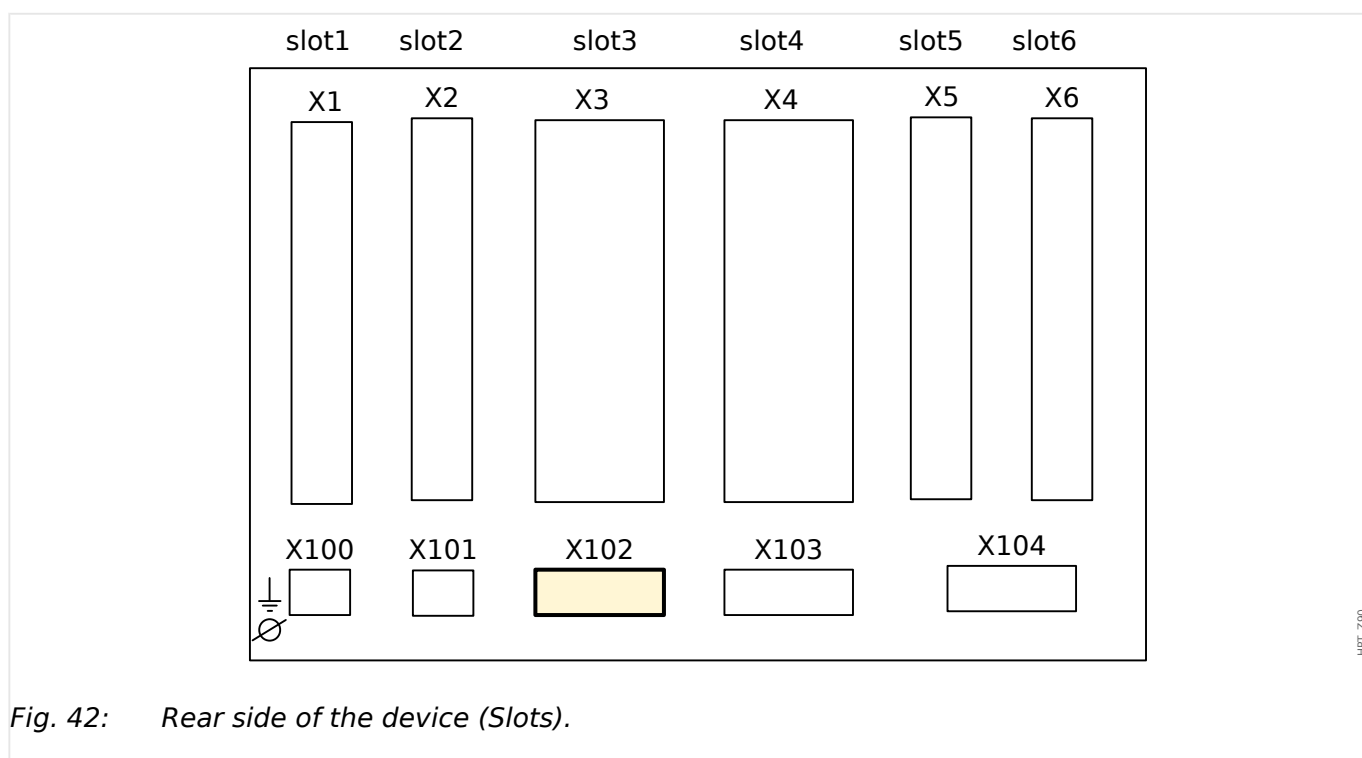 slot1 slot2 slot3 slot4 slot5 slot6
X1 X2 X3 X4 X5 X6
X100 X101 X102 X103 X104
Fig. 42: Rear side of the device (Slots).